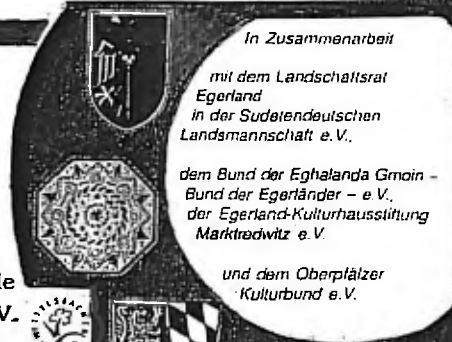 In Zusammenarbeit
mit dem Landschaftsrat
Egerland
in der Sudetendeutschen
Landsmannschaft e.V.,
dem Bund der Eghalanda Gmoin –
Bund der Egerländer – e.V.,
der Egerland-Kulturhausstiftung
Marktredwitz e.V.
und dem Oberpfälzer
Kulturbund e.V.
de
V.